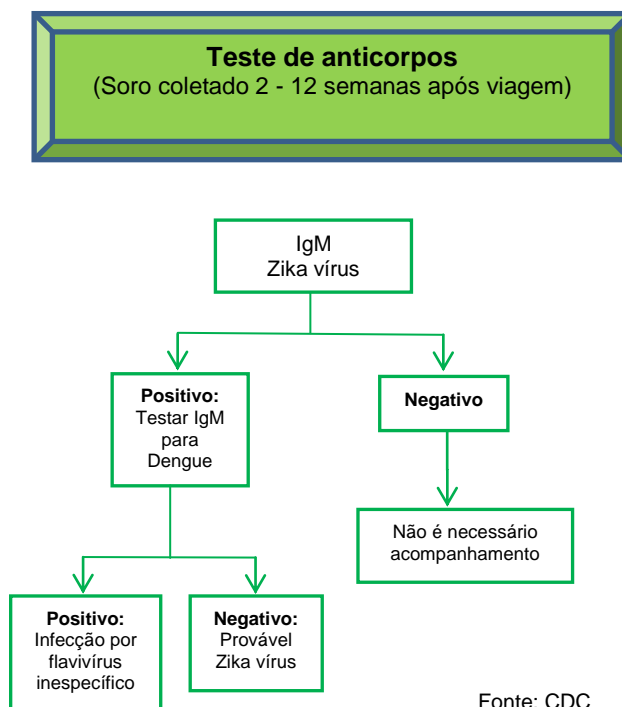 Teste de anticorpos
(Soro coletado 2 - 12 semanas após viagem)
IgM
Zika vírus
Positivo:
Testar IgM
para
Dengue
Negativo
Não é necessário
acompanhamento
Positivo:
Infecção por
flavivírus
inespecífico
Negativo:
Provável
Zika vírus
Fonte: CDC